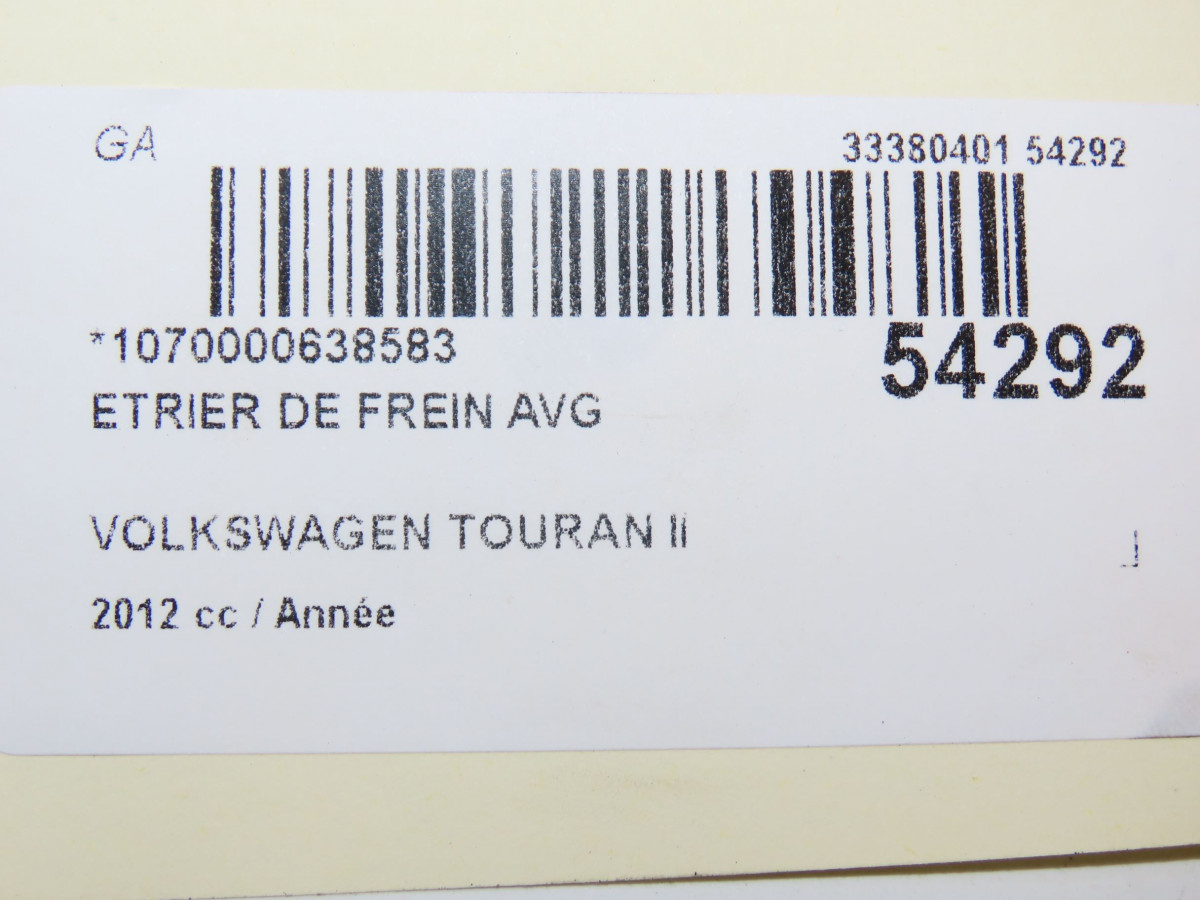 GA
33380401 54292
*1070000638583
54292
ETRIER DE FREIN AVG
VOLKSWAGEN TOURAN II
2012 cc / Année